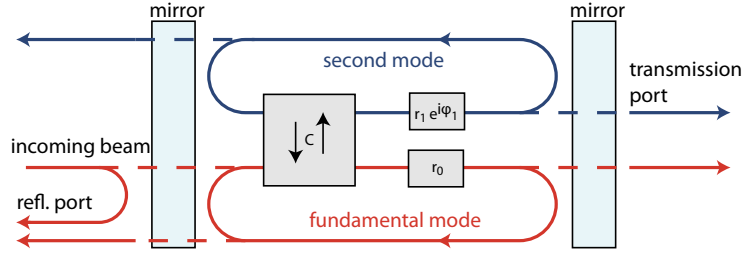 mirror
mirror
second mode
transmission
port
r₁ eⁱᵠ₁
C
incoming beam
r₀
refl. port
fundamental mode